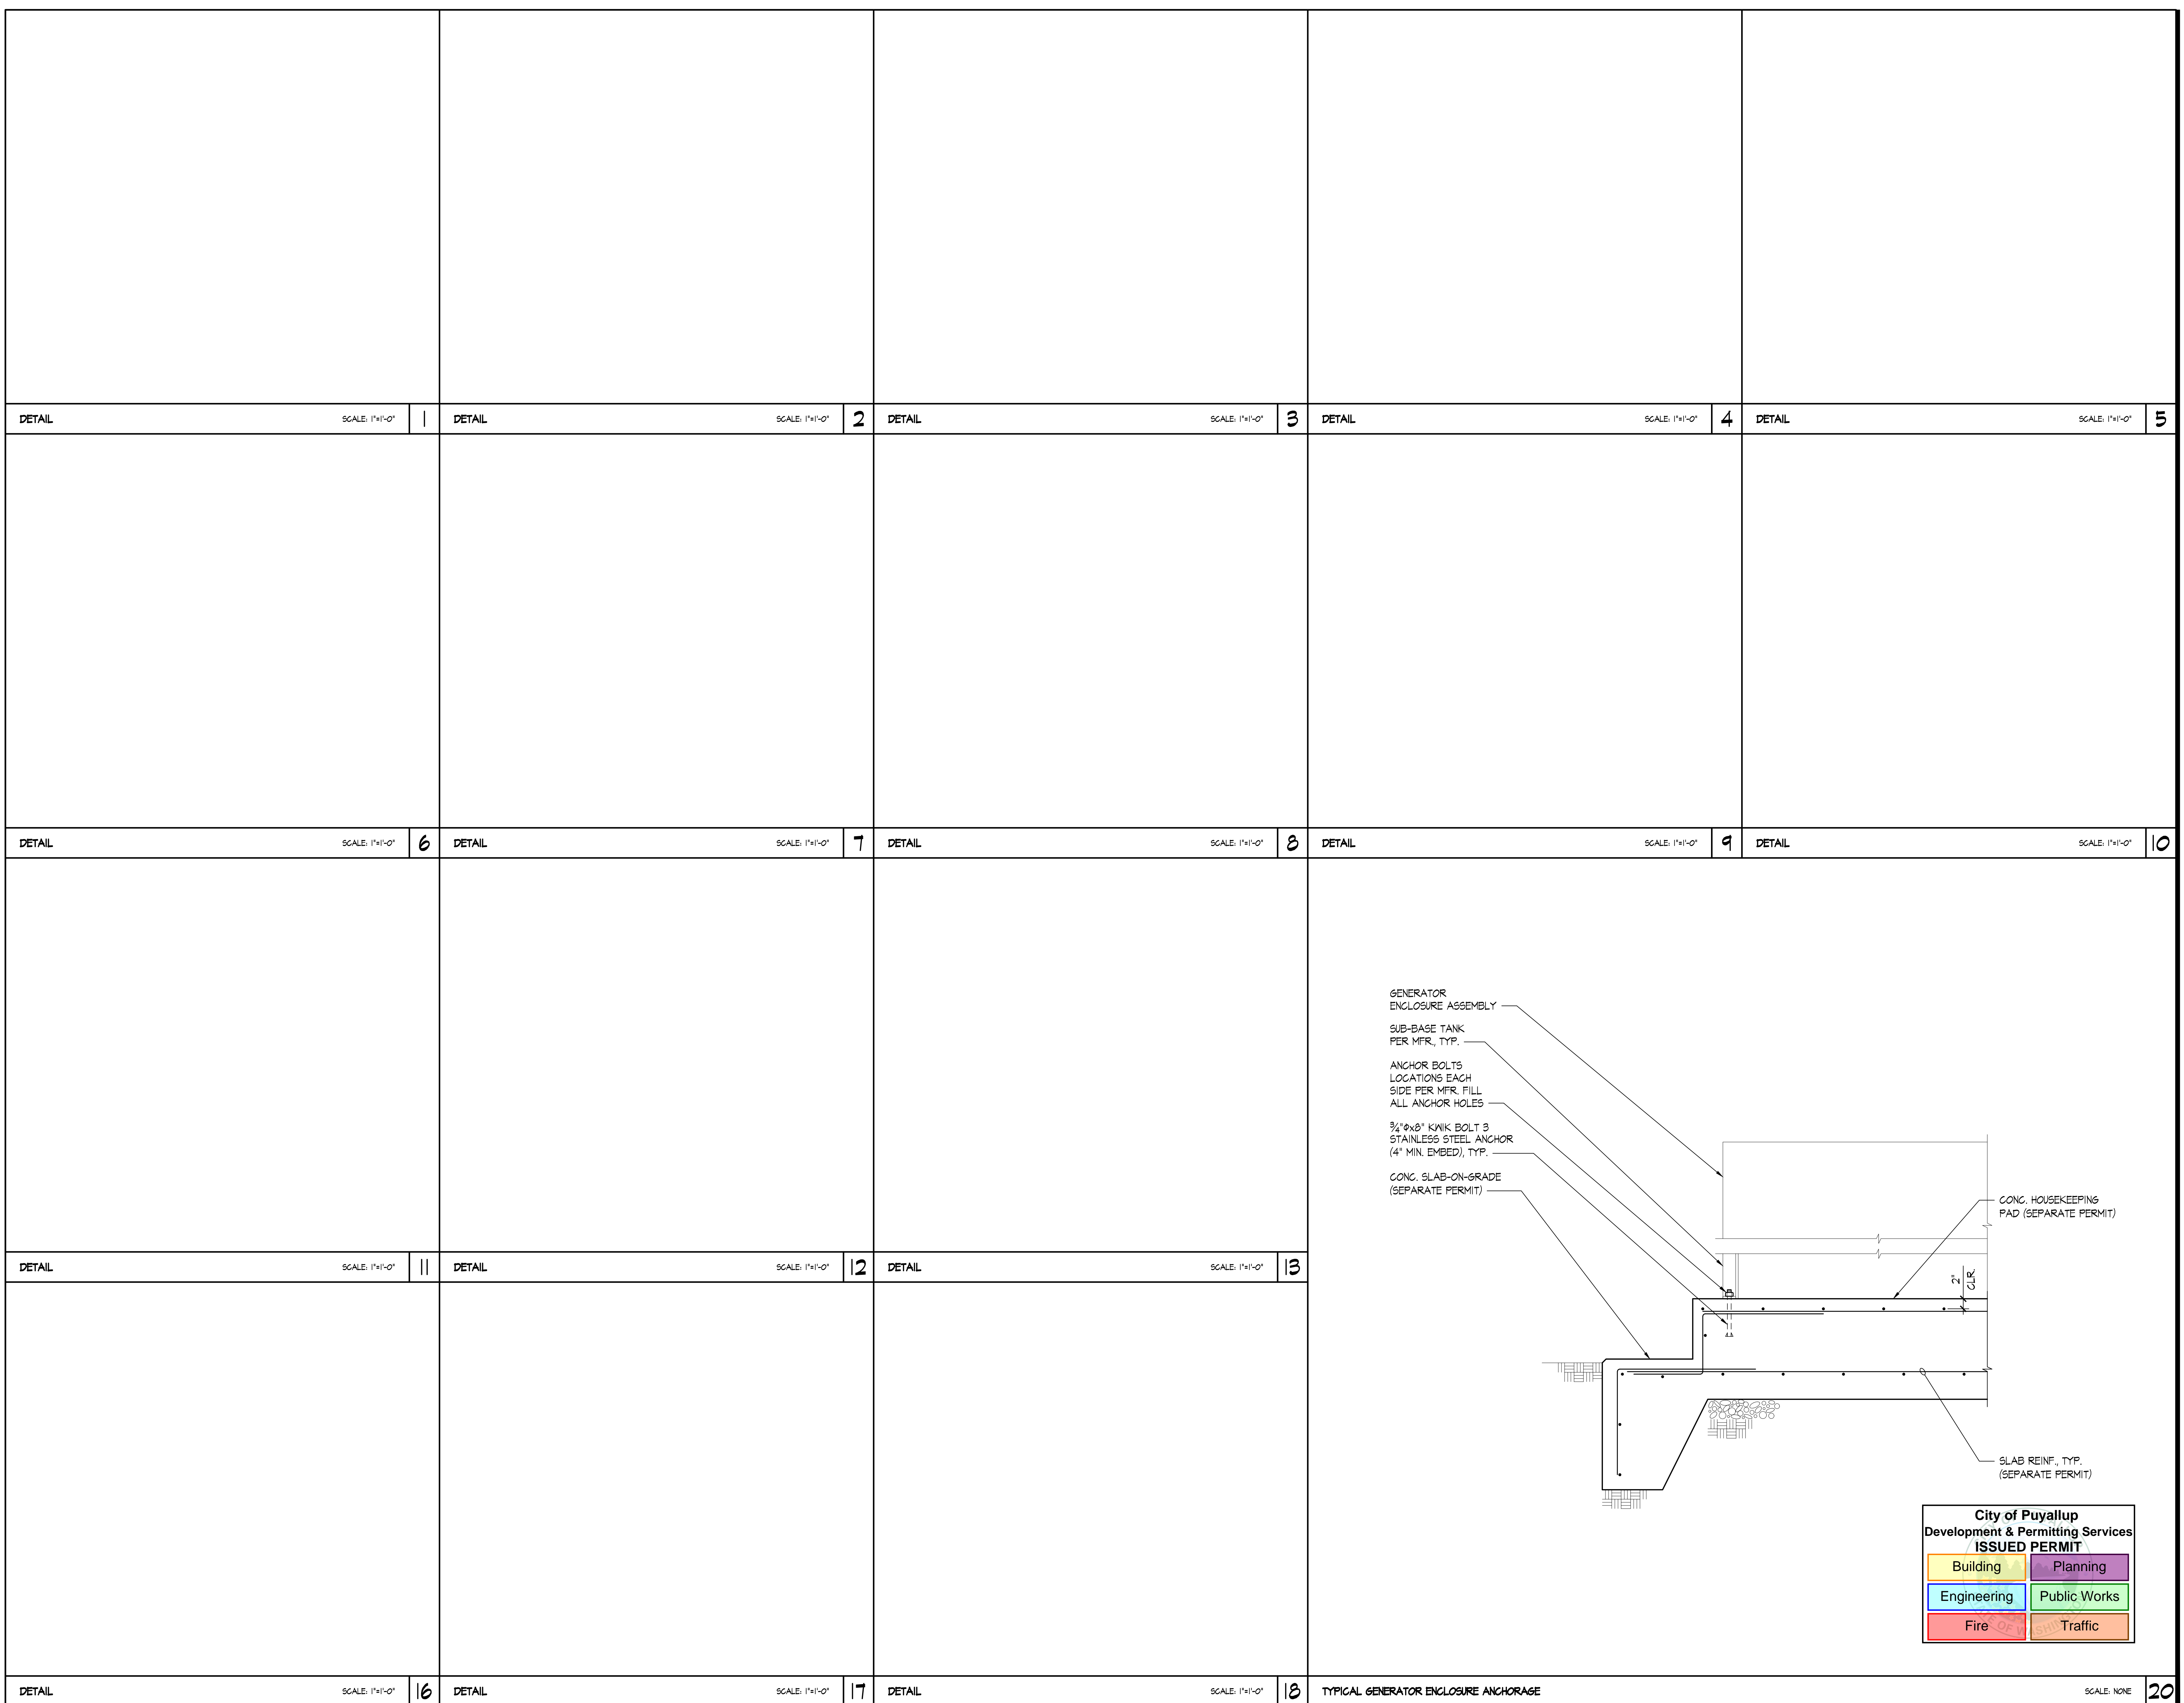 DETAIL SCALE: 1"=1'-0" 1
DETAIL SCALE: 1"=1'-0" 2
DETAIL SCALE: 1"=1'-0" 3
DETAIL SCALE: 1"=1'-0" 4
DETAIL SCALE: 1"=1'-0" 5
DETAIL SCALE: 1"=1'-0" 6
DETAIL SCALE: 1"=1'-0" 7
DETAIL SCALE: 1"=1'-0" 8
DETAIL SCALE: 1"=1'-0" 9
DETAIL SCALE: 1"=1'-0" 10
DETAIL SCALE: 1"=1'-0" 11
DETAIL SCALE: 1"=1'-0" 12
DETAIL SCALE: 1"=1'-0" 13
GENERATOR
ENCLOSURE ASSEMBLY
SUB-BASE TANK
PER MFR., TYP.
ANCHOR BOLTS
LOCATIONS EACH
SIDE PER MFR. FILL
ALL ANCHOR HOLES
¾"Φx8" KWIK BOLT 3
STAINLESS STEEL ANCHOR
(4" MIN. EMBED), TYP.
CONC. SLAB-ON-GRADE
(SEPARATE PERMIT)
CONC. HOUSEKEEPING
PAD (SEPARATE PERMIT)
2"
CLR.
SLAB REINF., TYP.
(SEPARATE PERMIT)
City of Puyallup
Development & Permitting Services
ISSUED PERMIT
Building Planning
Engineering Public Works
Fire Traffic
DETAIL SCALE: 1"=1'-0" 16
DETAIL SCALE: 1"=1'-0" 17
DETAIL SCALE: 1"=1'-0" 18
TYPICAL GENERATOR ENCLOSURE ANCHORAGE SCALE: NONE 20